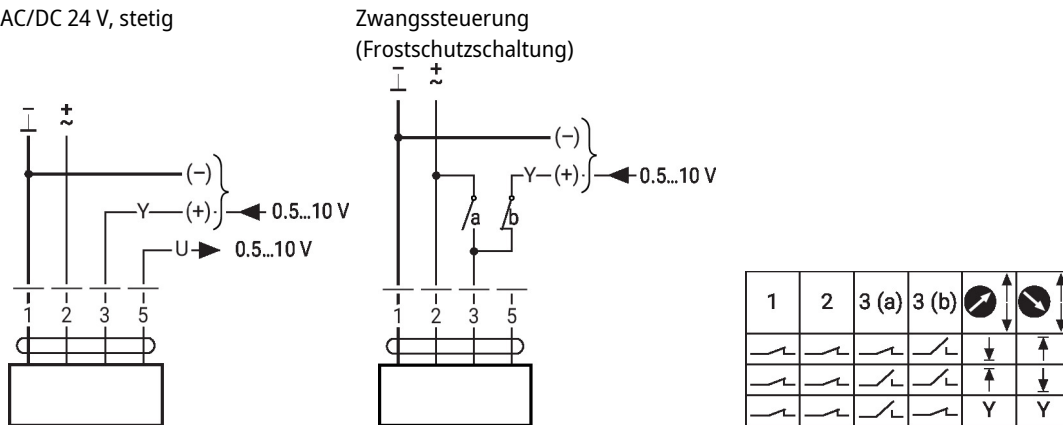 AC/DC 24 V, stetig
- +
⊥ ~
(–)
Y (+) 0.5...10 V
U 0.5...10 V
1 2 3 5
Zwangssteuerung
(Frostschutzschaltung)
- +
⊥ ~
(–)
Y (+) 0.5...10 V
a b
1 2 3 5
1 2 3 (a) 3 (b)
Y Y